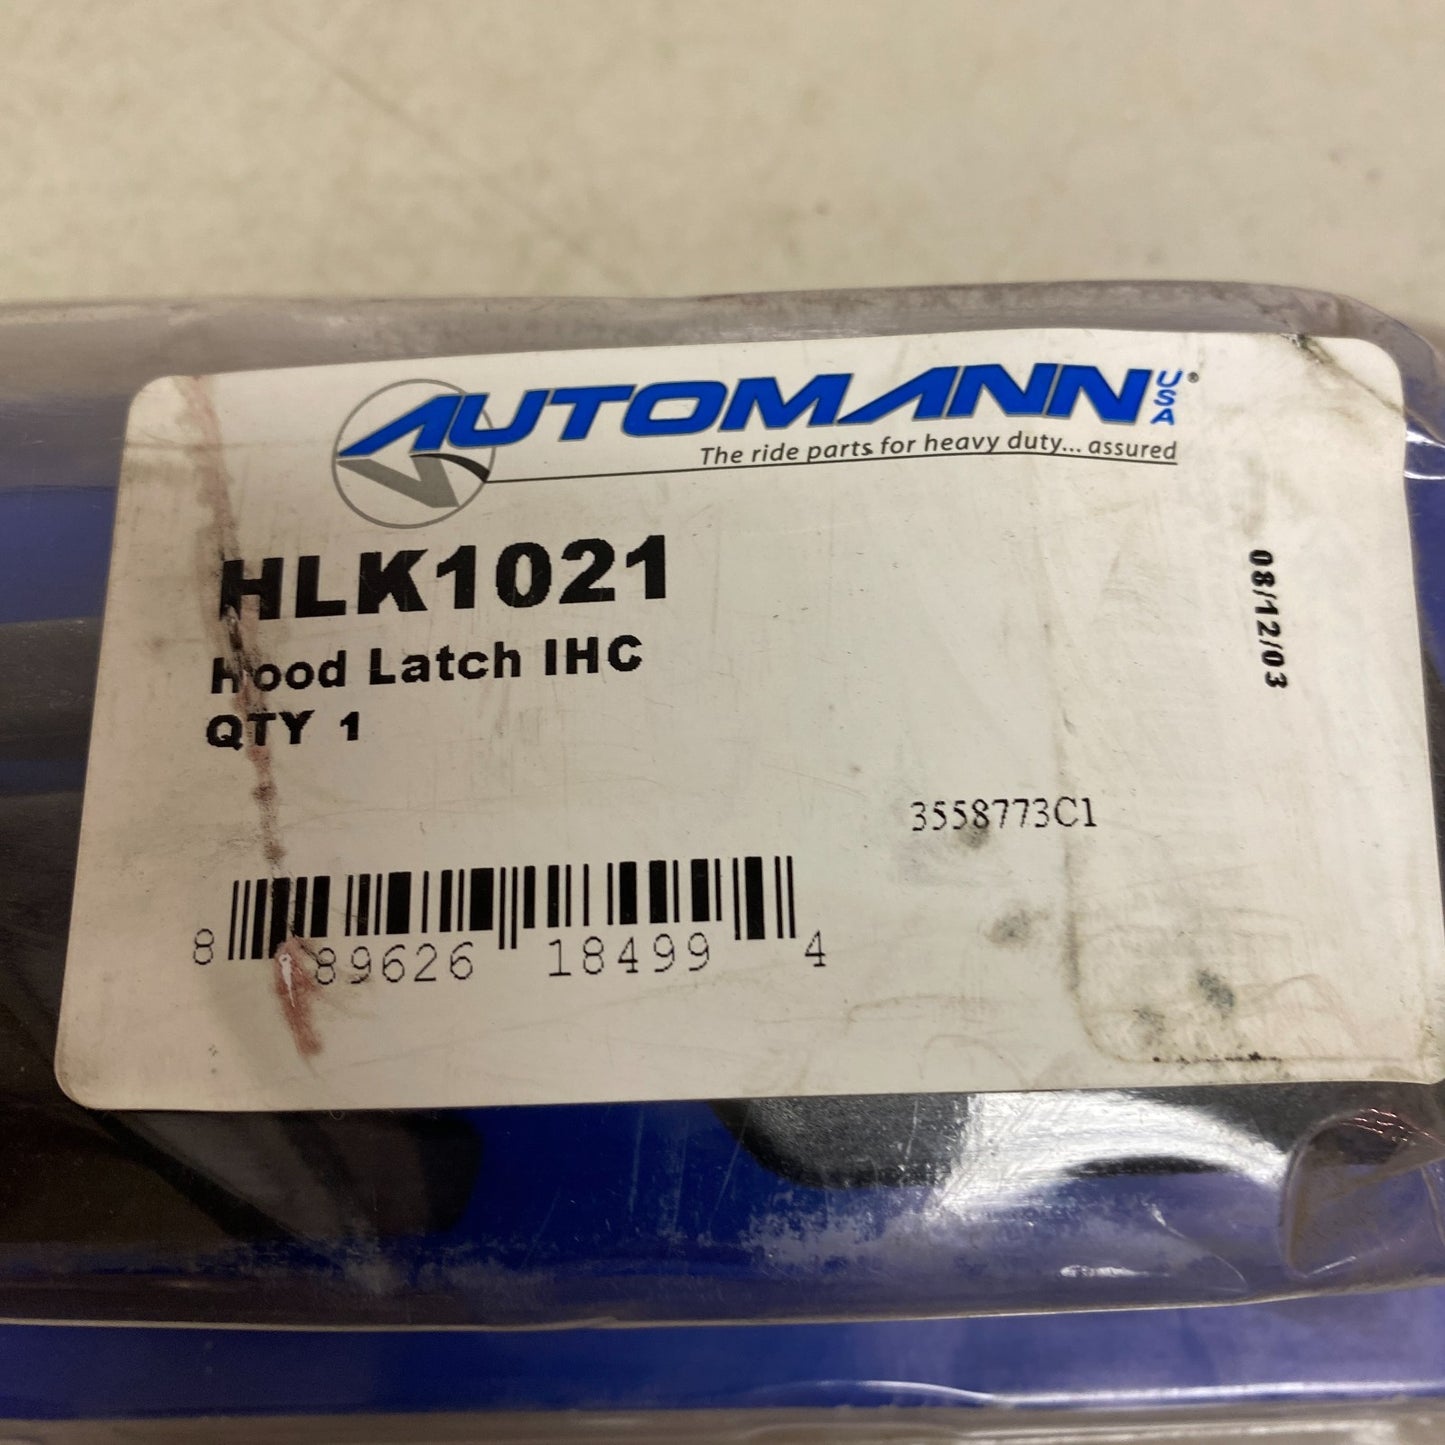 AUTOMANN USA®
The ride parts for heavy duty... assured
HLK1021
Hood Latch IHC
QTY 1
08/12/03
3558773C1
8 89626 18499 4